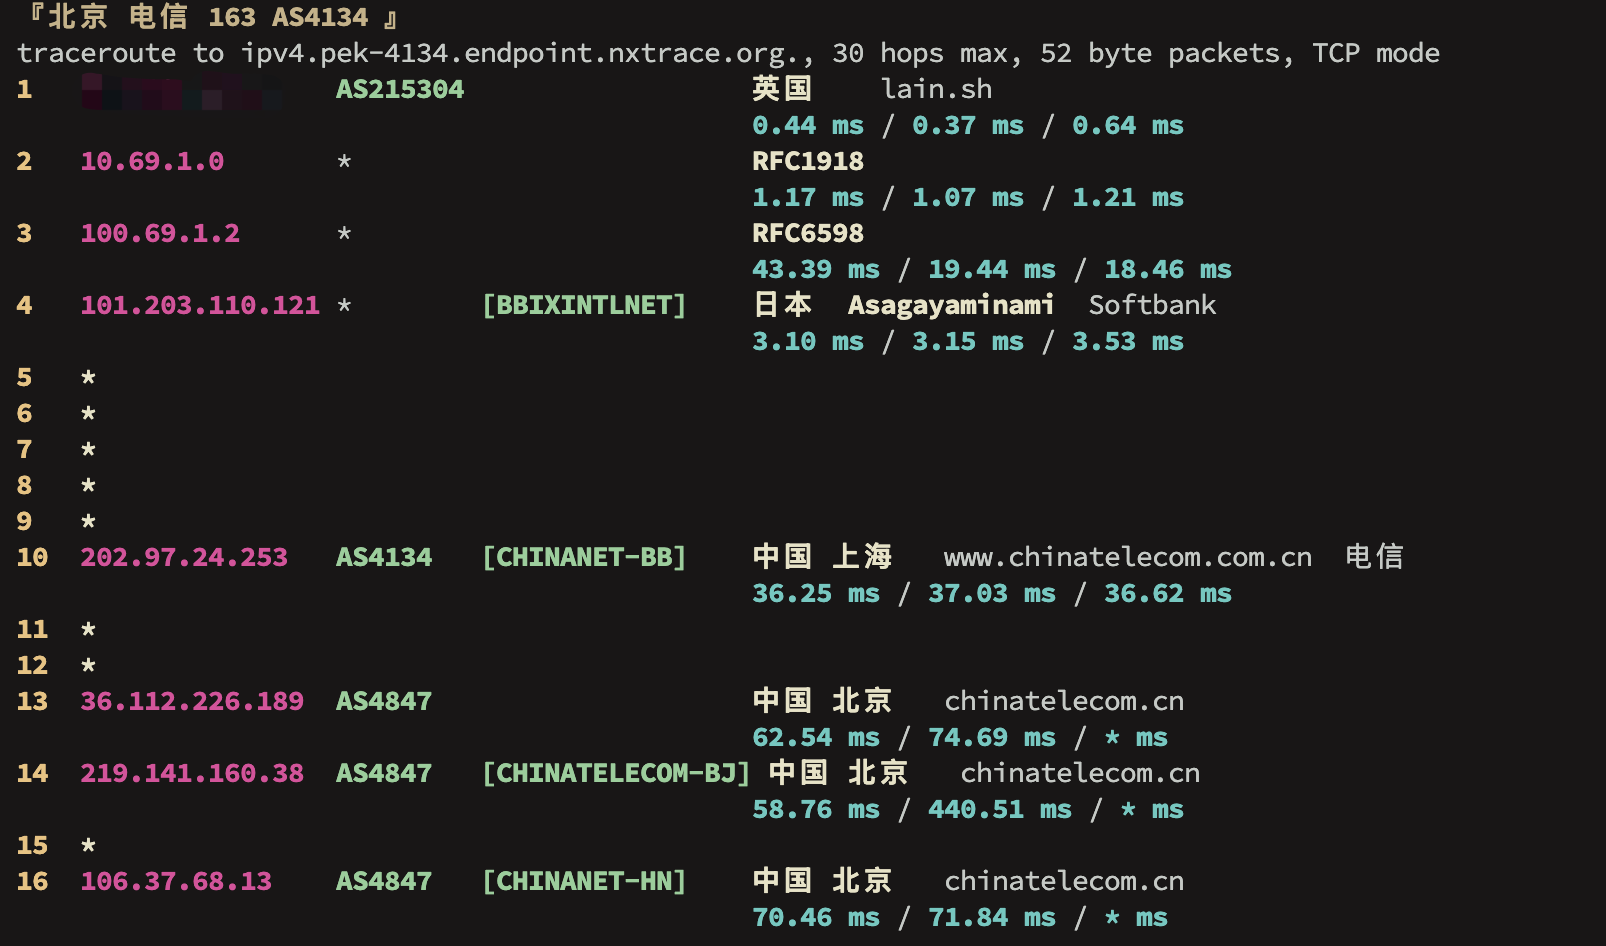 『北京 电信 163 AS4134 』
traceroute to ipv4.pek-4134.endpoint.nxtrace.org., 30 hops max, 52 byte packets, TCP mode
1 AS215304 英国 lain.sh
0.44 ms / 0.37 ms / 0.64 ms
2 10.69.1.0 * RFC1918
1.17 ms / 1.07 ms / 1.21 ms
3 100.69.1.2 * RFC6598
43.39 ms / 19.44 ms / 18.46 ms
4 101.203.110.121 * [BBIXINTLNET] 日本 Asagayaminami Softbank
3.10 ms / 3.15 ms / 3.53 ms
5 *
6 *
7 *
8 *
9 *
10 202.97.24.253 AS4134 [CHINANET-BB] 中国 上海 www.chinatelecom.com.cn 电信
36.25 ms / 37.03 ms / 36.62 ms
11 *
12 *
13 36.112.226.189 AS4847 中国 北京 chinatelecom.cn
62.54 ms / 74.69 ms / * ms
14 219.141.160.38 AS4847 [CHINATELECOM-BJ] 中国 北京 chinatelecom.cn
58.76 ms / 440.51 ms / * ms
15 *
16 106.37.68.13 AS4847 [CHINANET-HN] 中国 北京 chinatelecom.cn
70.46 ms / 71.84 ms / * ms